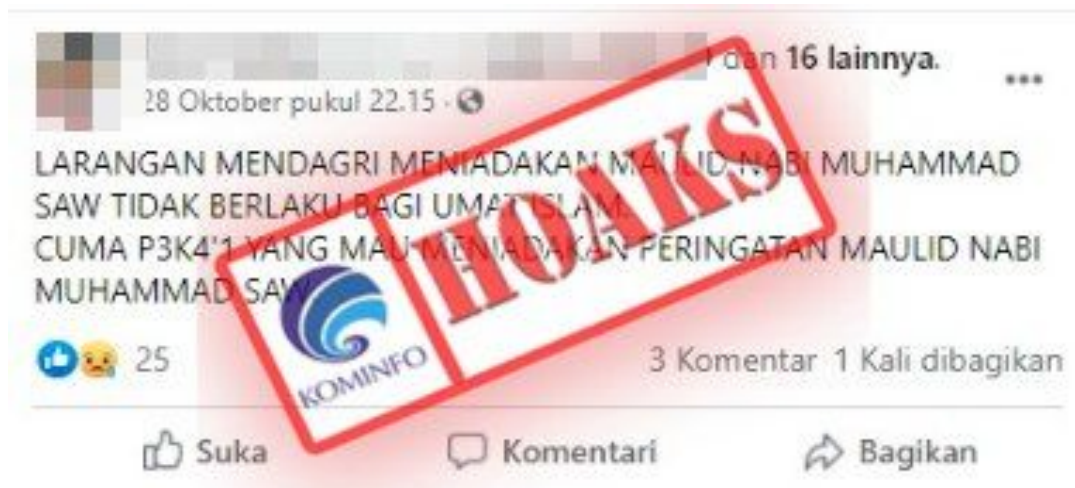 dan 16 lainnya.
28 Oktober pukul 22.15
LARANGAN MENDAGRI MENIADAKAN MAULID NABI MUHAMMAD
SAW TIDAK BERLAKU BAGI UMAT ISLAM.
CUMA P3K4'1 YANG MAU MENIADAKAN PERINGATAN MAULID NABI
MUHAMMAD SAW
HOAKS
KOMINFO
25
3 Komentar 1 Kali dibagikan
Suka Komentari Bagikan